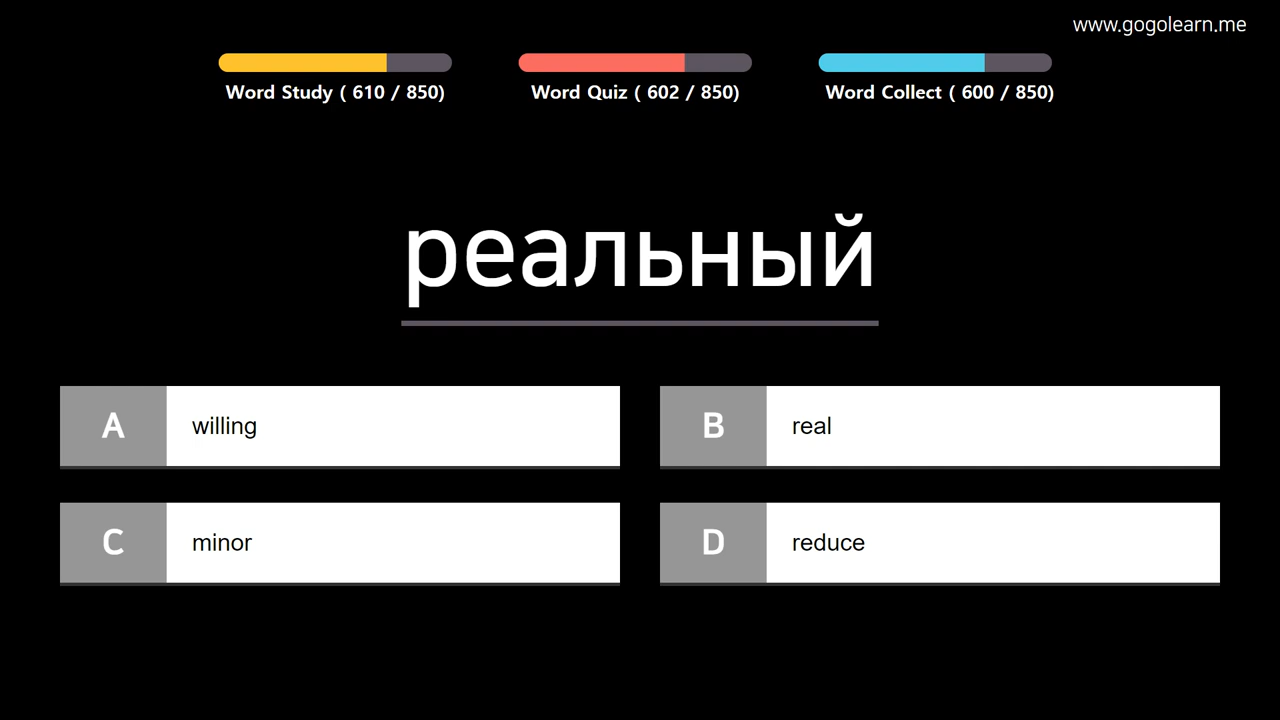 www.gogolearn.me
Word Study ( 610 / 850)
Word Quiz ( 602 / 850)
Word Collect ( 600 / 850)
реальный
A willing
B real
C minor
D reduce